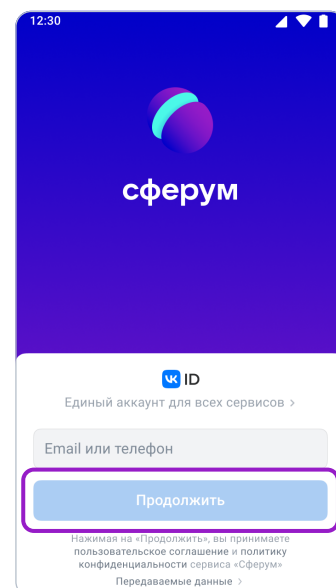 12:30
сферум
VK ID
Единый аккаунт для всех сервисов >
Email или телефон
Продолжить
Нажимая на «Продолжить», вы принимаете
пользовательское соглашение и политику
конфиденциальности сервиса «Сферум»
Передаваемые данные >